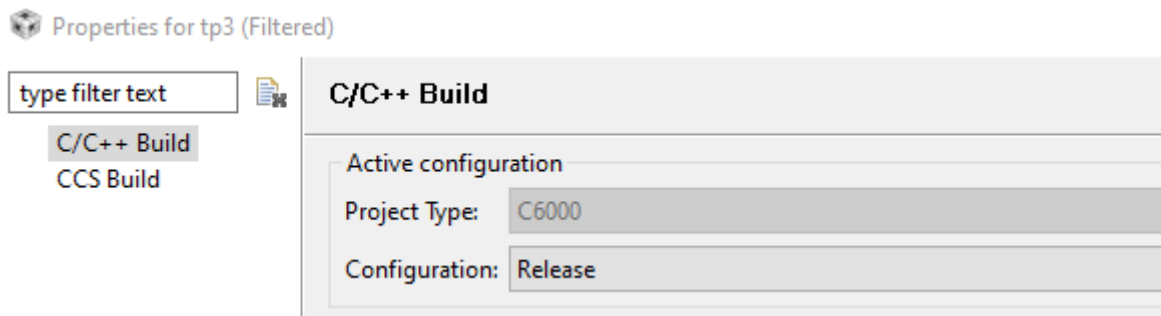 Properties for tp3 (Filtered)
type filter text
C/C++ Build
CCS Build
C/C++ Build
Active configuration
Project Type: C6000
Configuration: Release